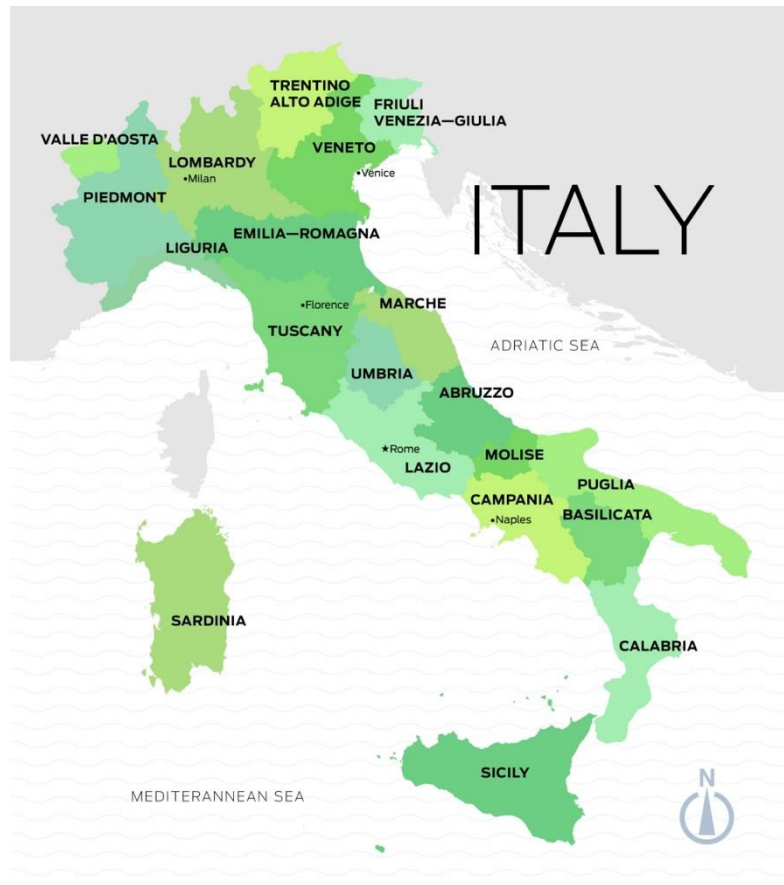 TRENTINO
ALTO ADIGE
FRIULI
VENEZIA—GIULIA
VALLE D'AOSTA
VENETO
LOMBARDY
•Milan
•Venice
PIEDMONT
ITALY
EMILIA—ROMAGNA
LIGURIA
•Florence
MARCHE
TUSCANY
ADRIATIC SEA
UMBRIA
ABRUZZO
★Rome
MOLISE
LAZIO
PUGLIA
CAMPANIA
BASILICATA
•Naples
SARDINIA
CALABRIA
SICILY
N
MEDITERANNEAN SEA